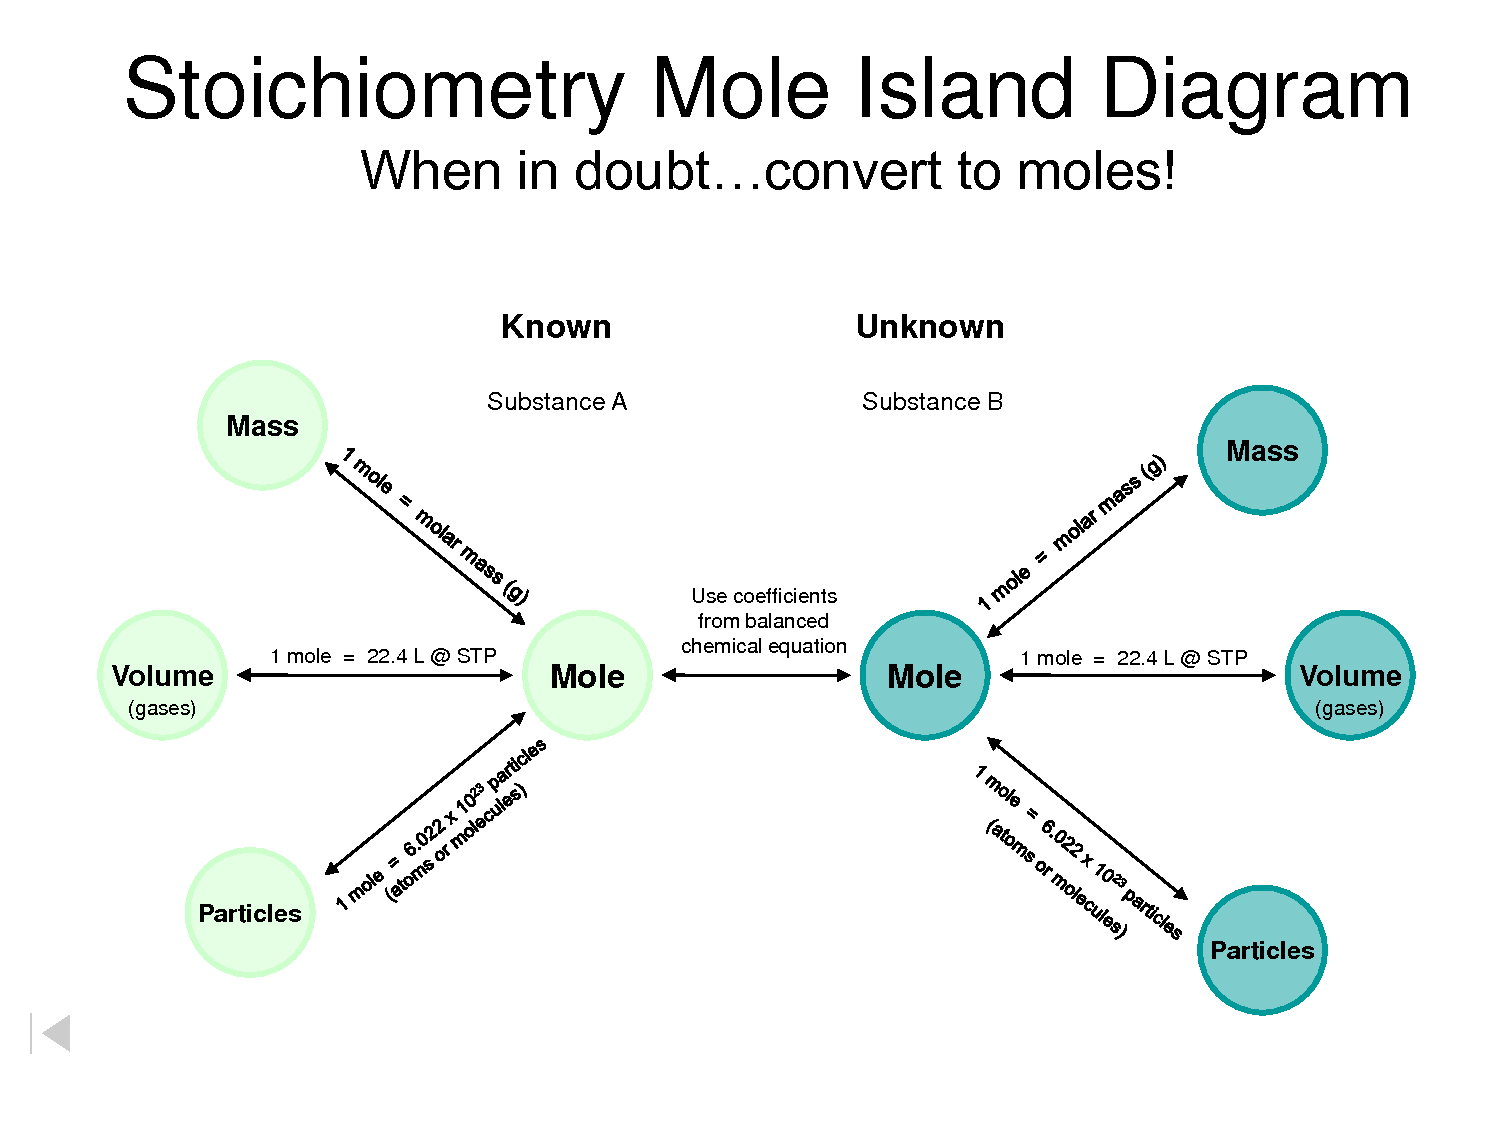 Stoichiometry Mole Island Diagram
When in doubt…convert to moles!
Known
Unknown
Substance A
Substance B
Mass
1 mole = molar mass (g)
Volume
(gases)
1 mole = 22.4 L @ STP
Mole
1 mole = 6.022 x 10²³ particles
(atoms or molecules)
Particles
Use coefficients
from balanced
chemical equation
Mole
1 mole = molar mass (g)
Mass
1 mole = 22.4 L @ STP
Volume
(gases)
1 mole = 6.022 x 10²³ particles
(atoms or molecules)
Particles